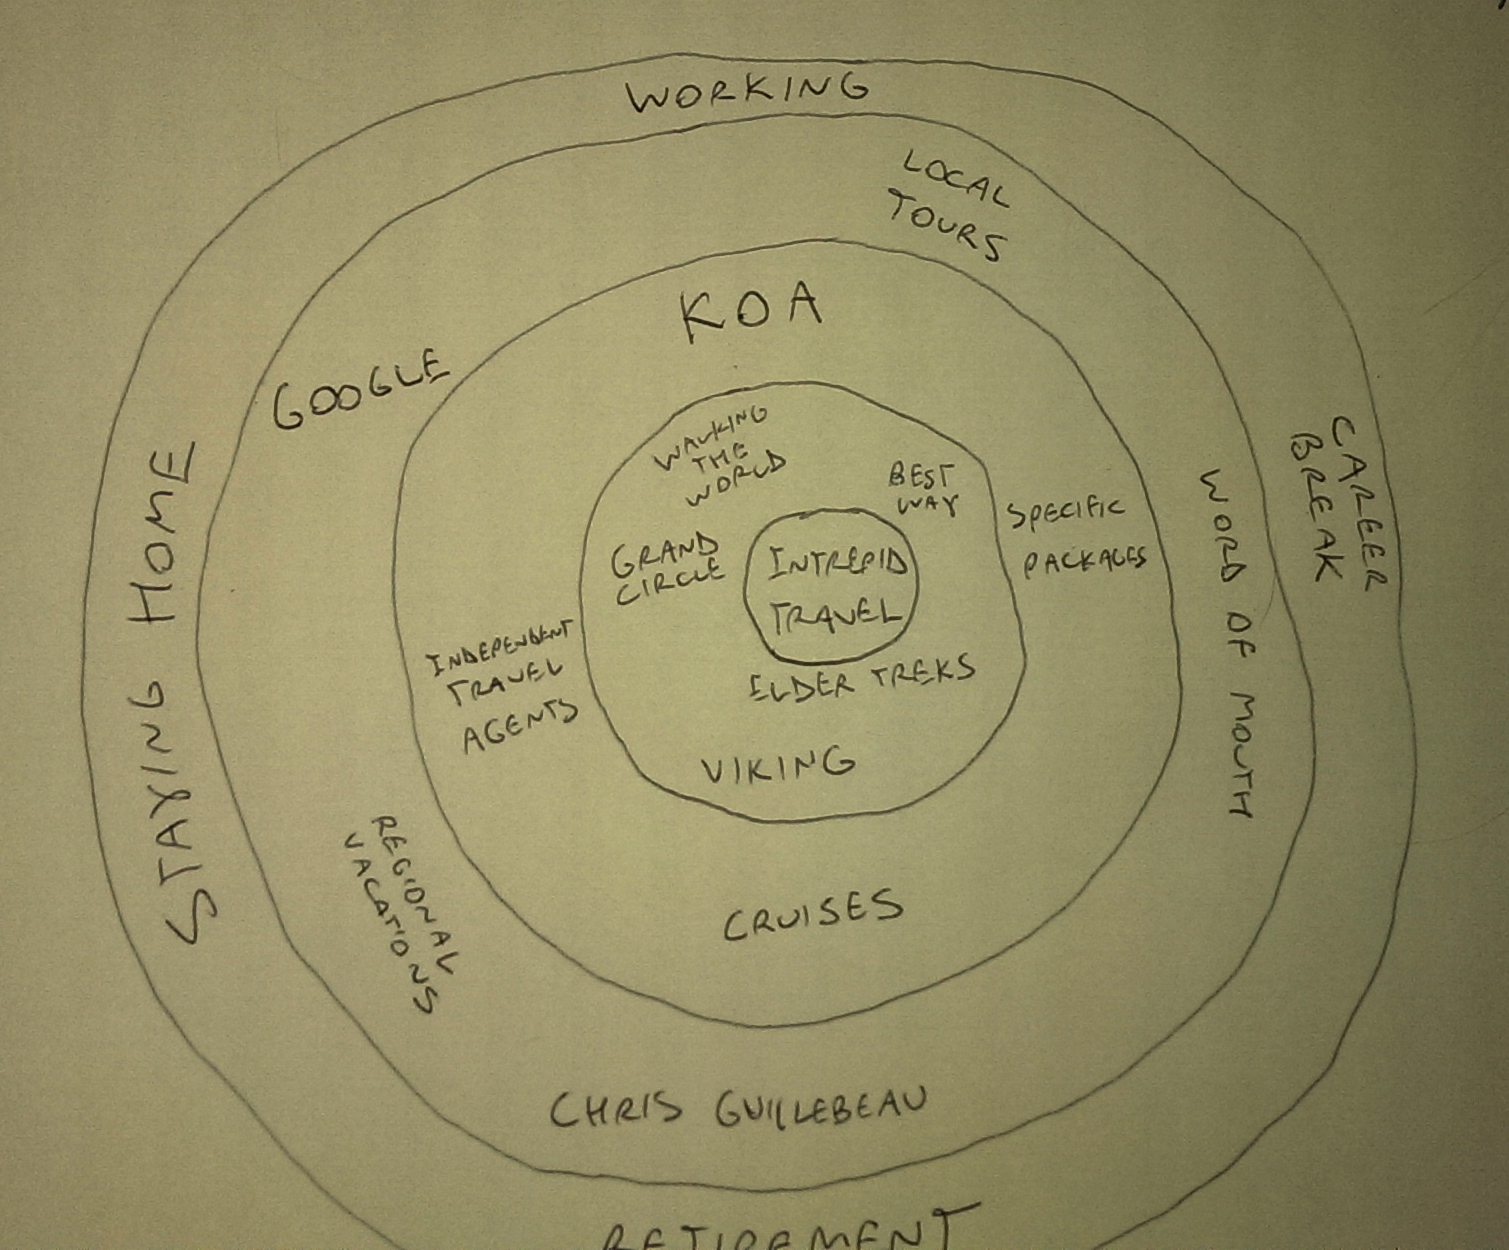 WORKING
LOCAL
TOURS
KOA
GOOGLE
WALKING
THE
WORLD
BEST
WAY
CAREER
BREAK
SPECIFIC
PACKAGES
WORD OF MOUTH
GRAND
CIRCLE
INTREPID
TRAVEL
STAYING HOME
INDEPENDENT
TRAVEL
AGENTS
ELDER TREKS
VIKING
REGIONAL
VACATIONS
CRUISES
CHRIS GUILLEBEAU
RETIREMENT